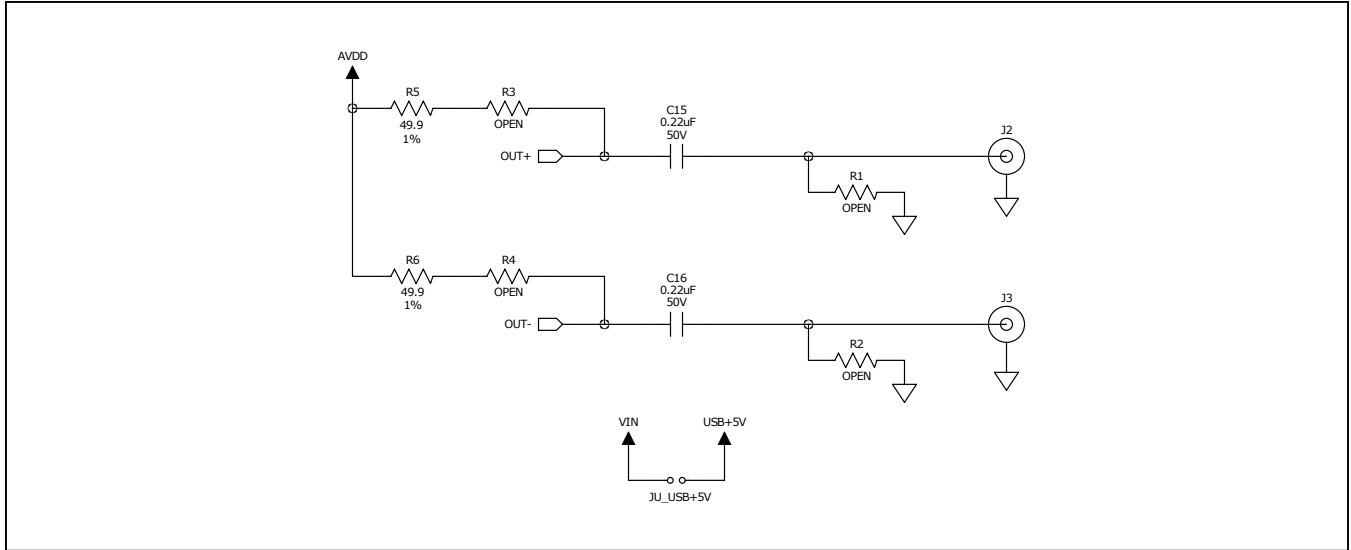 AVDD
R5
49.9
1%
R3
OPEN
C15
0.22uF
50V
OUT+
J2
R1
OPEN
R6
49.9
1%
R4
OPEN
C16
0.22uF
50V
OUT-
J3
R2
OPEN
VIN
USB+5V
JU_USB+5V